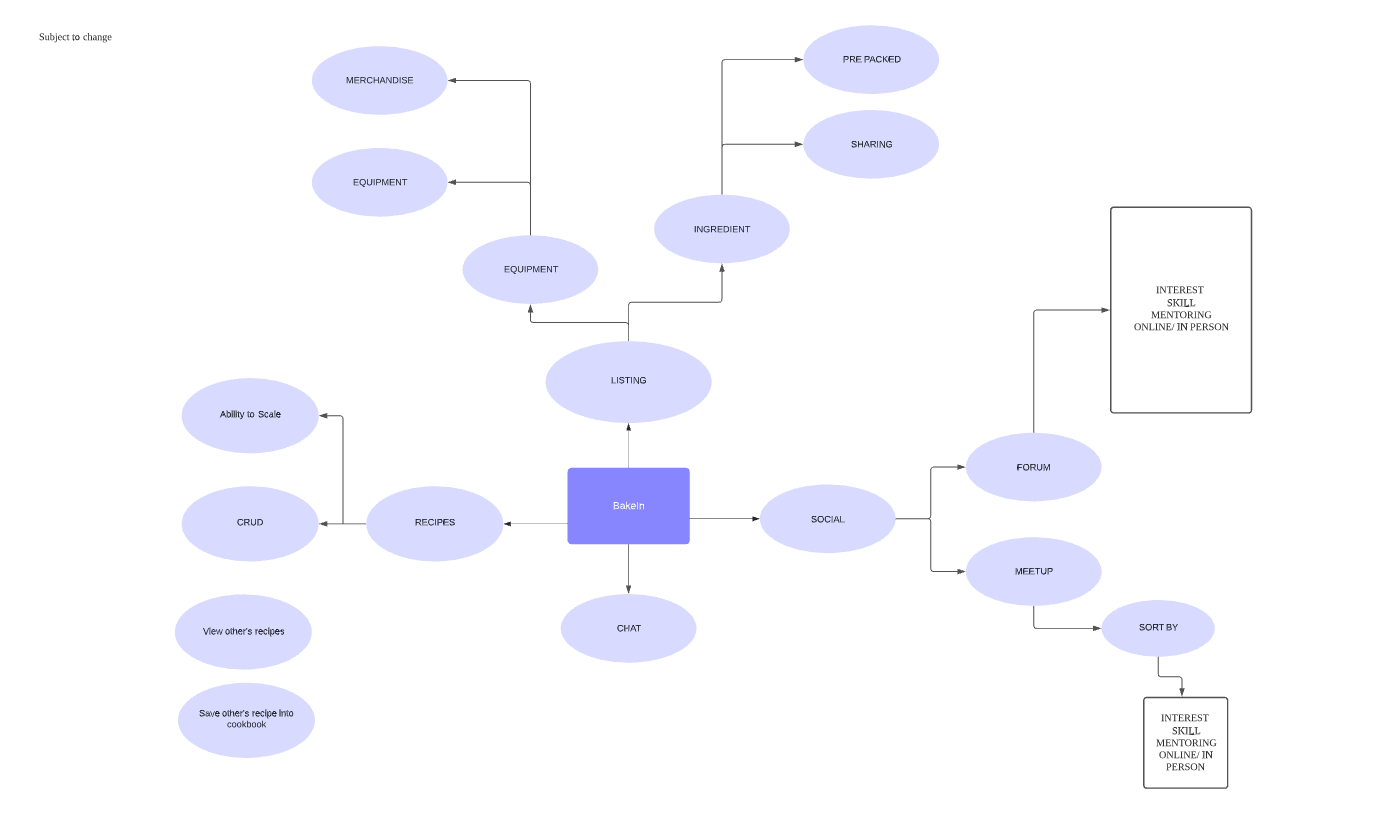 Subject to change
MERCHANDISE
PRE PACKED
EQUIPMENT
SHARING
EQUIPMENT
INGREDIENT
INTEREST
SKILL
MENTORING
ONLINE/ IN PERSON
LISTING
Ability to Scale
CRUD
RECIPES
BakeIn
SOCIAL
FORUM
MEETUP
View other's recipes
CHAT
SORT BY
Save other's recipe into
cookbook
INTEREST
SKILL
MENTORING
ONLINE/ IN
PERSON